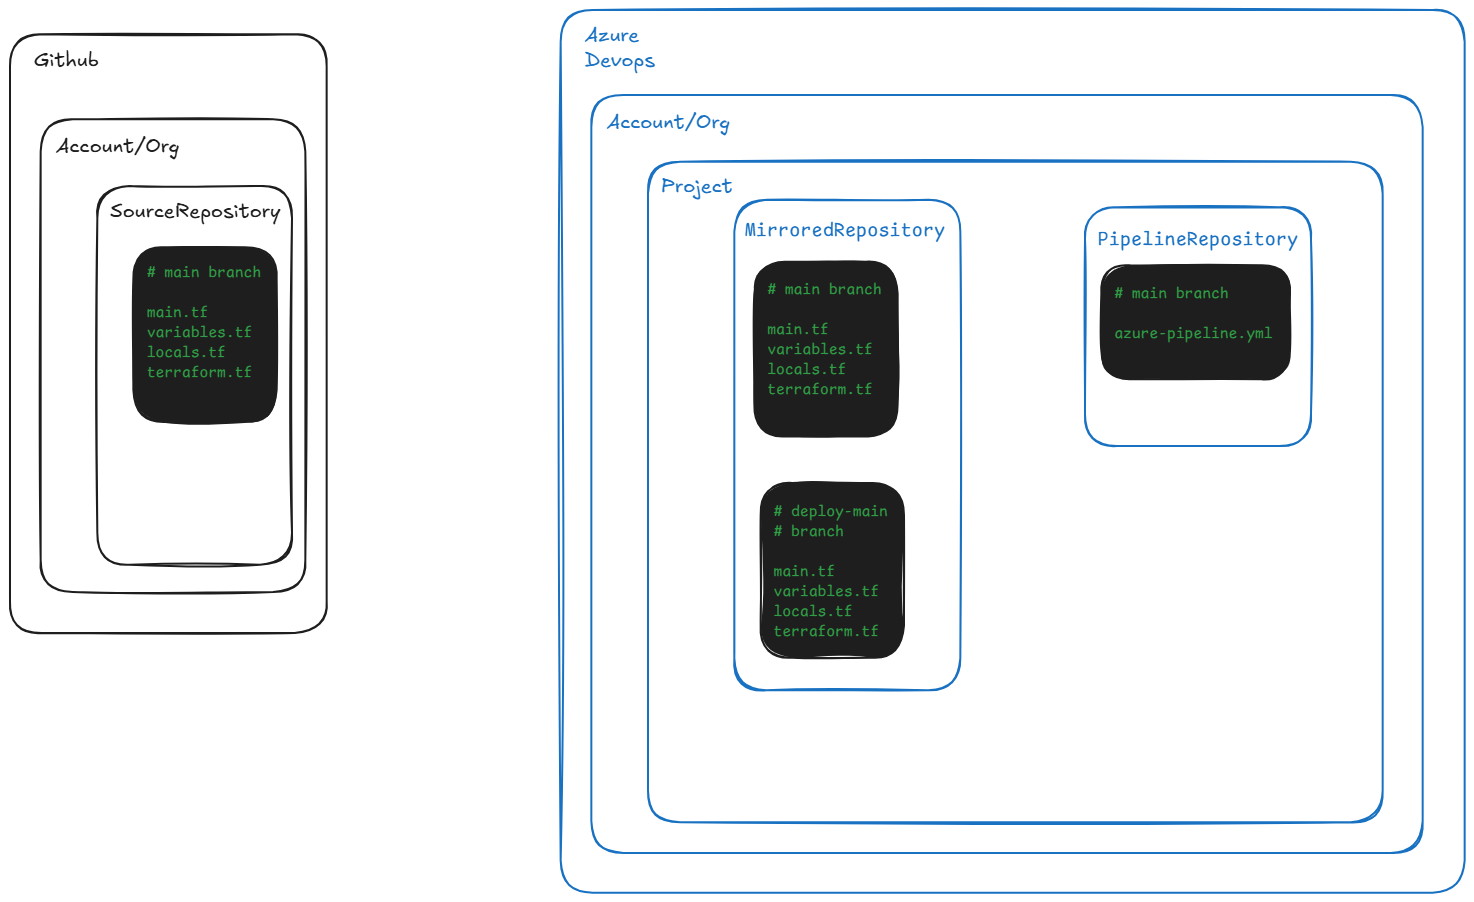 Github
Account/Org
SourceRepository
# main branch
main.tf
variables.tf
locals.tf
terraform.tf
Azure
Devops
Account/Org
Project
MirroredRepository
# main branch
main.tf
variables.tf
locals.tf
terraform.tf
# deploy-main
# branch
main.tf
variables.tf
locals.tf
terraform.tf
PipelineRepository
# main branch
azure-pipeline.yml